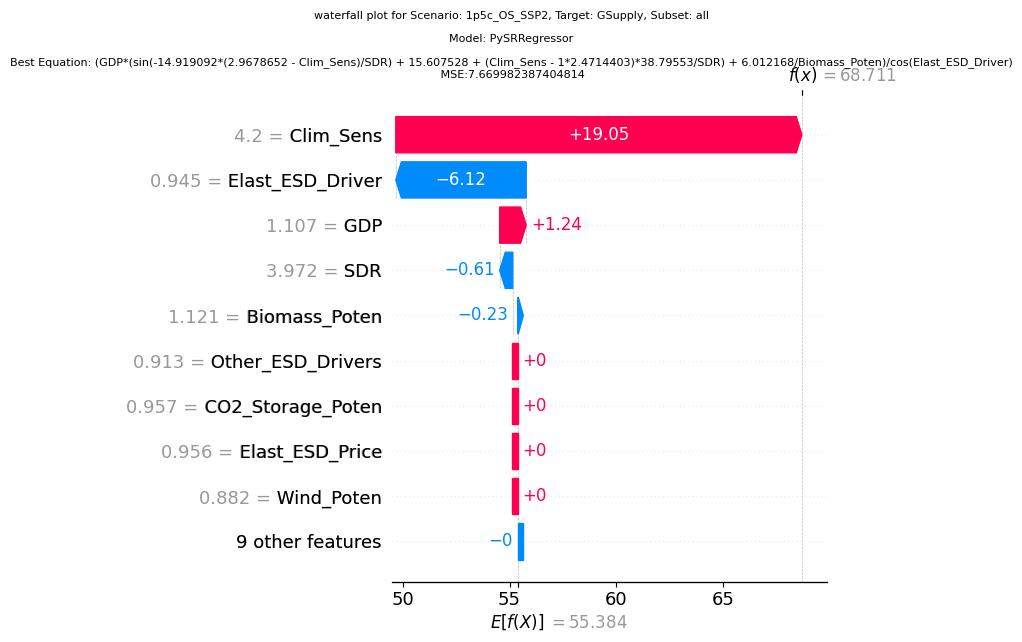 waterfall plot for Scenario: 1p5c_OS_SSP2, Target: GSupply, Subset: all
Model: PySRRegressor
Best Equation: (GDP*(sin(-14.919092*(2.9678652 - Clim_Sens)/SDR) + 15.607528 + (Clim_Sens - 1*2.4714403)*38.79553/SDR) + 6.012168/Biomass_Poten)/cos(Elast_ESD_Driver)
MSE:7.669982387404814
f(x) = 68.711
4.2 = Clim_Sens +19.05
0.945 = Elast_ESD_Driver −6.12
1.107 = GDP +1.24
3.972 = SDR −0.61
1.121 = Biomass_Poten −0.23
0.913 = Other_ESD_Drivers +0
0.957 = CO2_Storage_Poten +0
0.956 = Elast_ESD_Price +0
0.882 = Wind_Poten +0
9 other features −0
50 55 60 65
E[f(X)] = 55.384